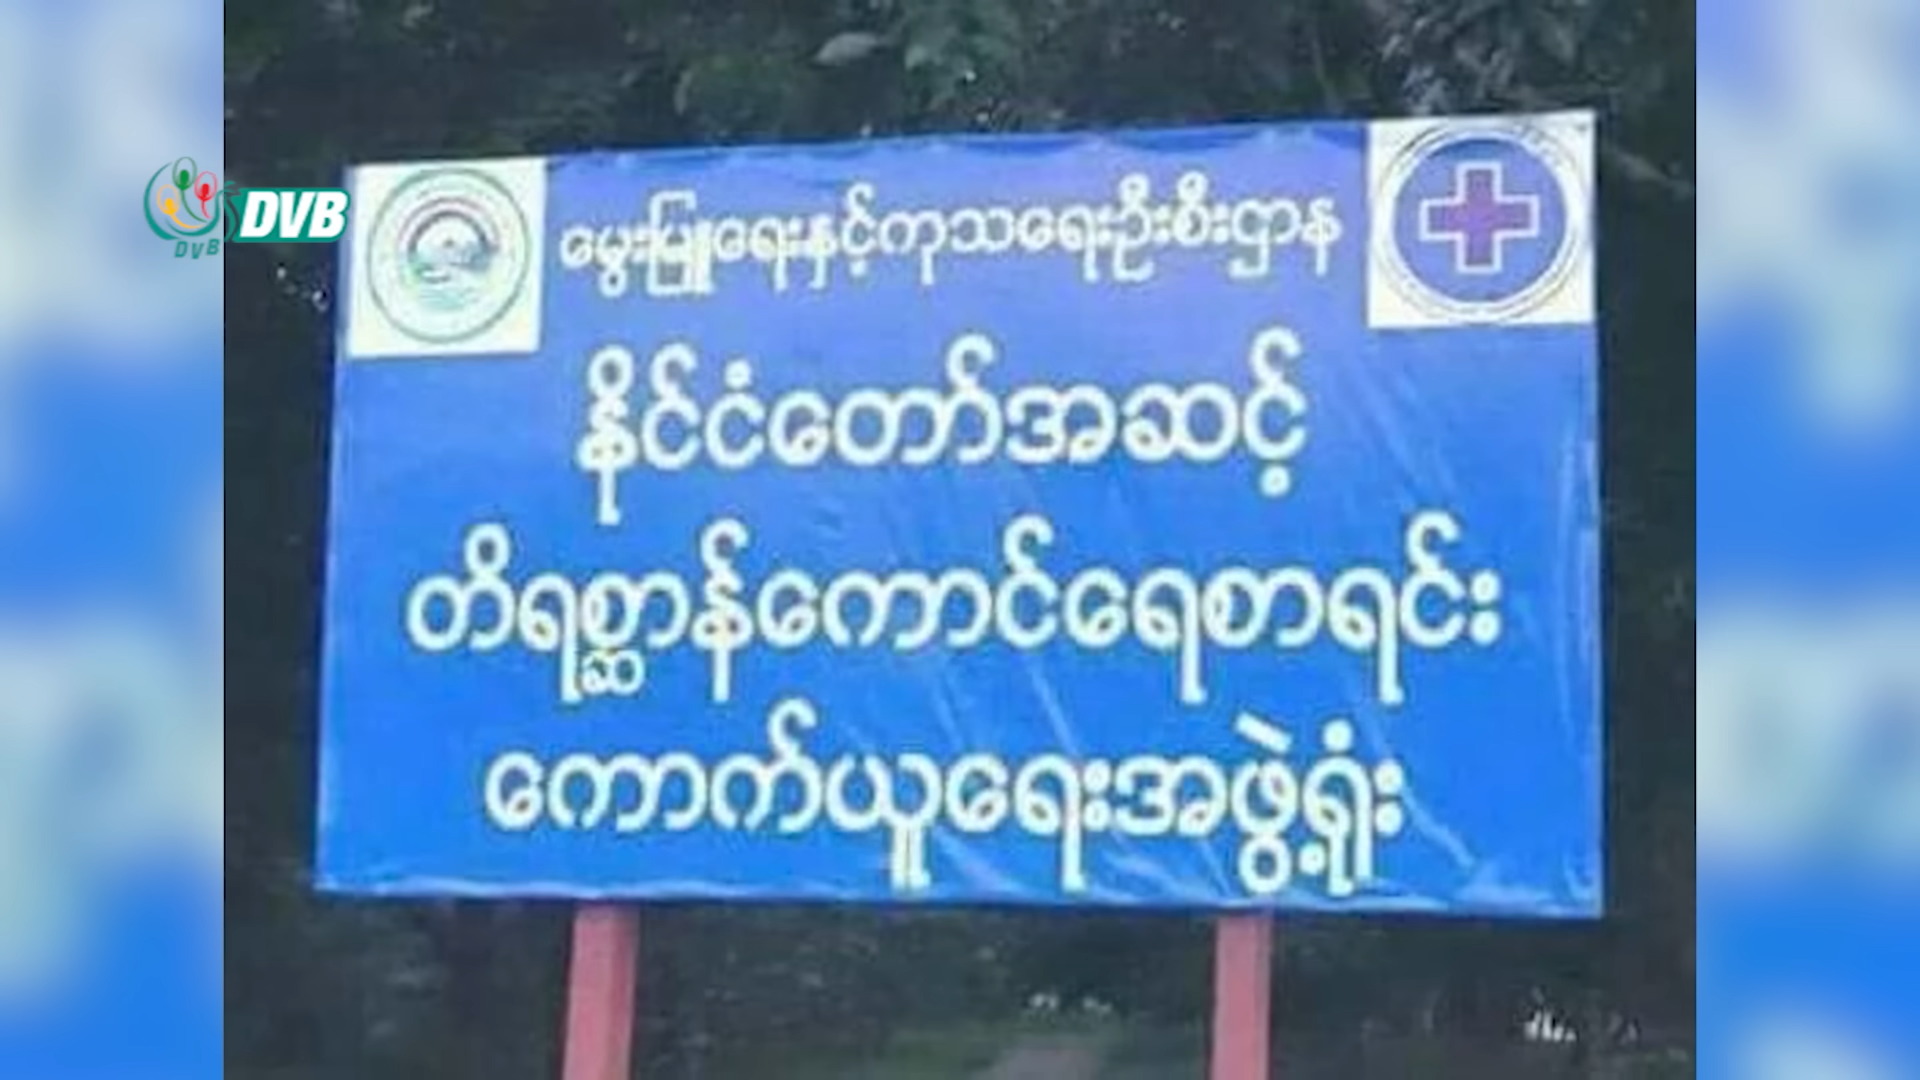 DVB
DVB
မွေးမြူရေးနှင့်ကုသရေးဦးစီးဌာန
နိုင်ငံတော်အဆင့်
တိရစ္ဆာန်ကောင်ရေစာရင်း
ကောက်ယူရေးအဖွဲ့ရုံး